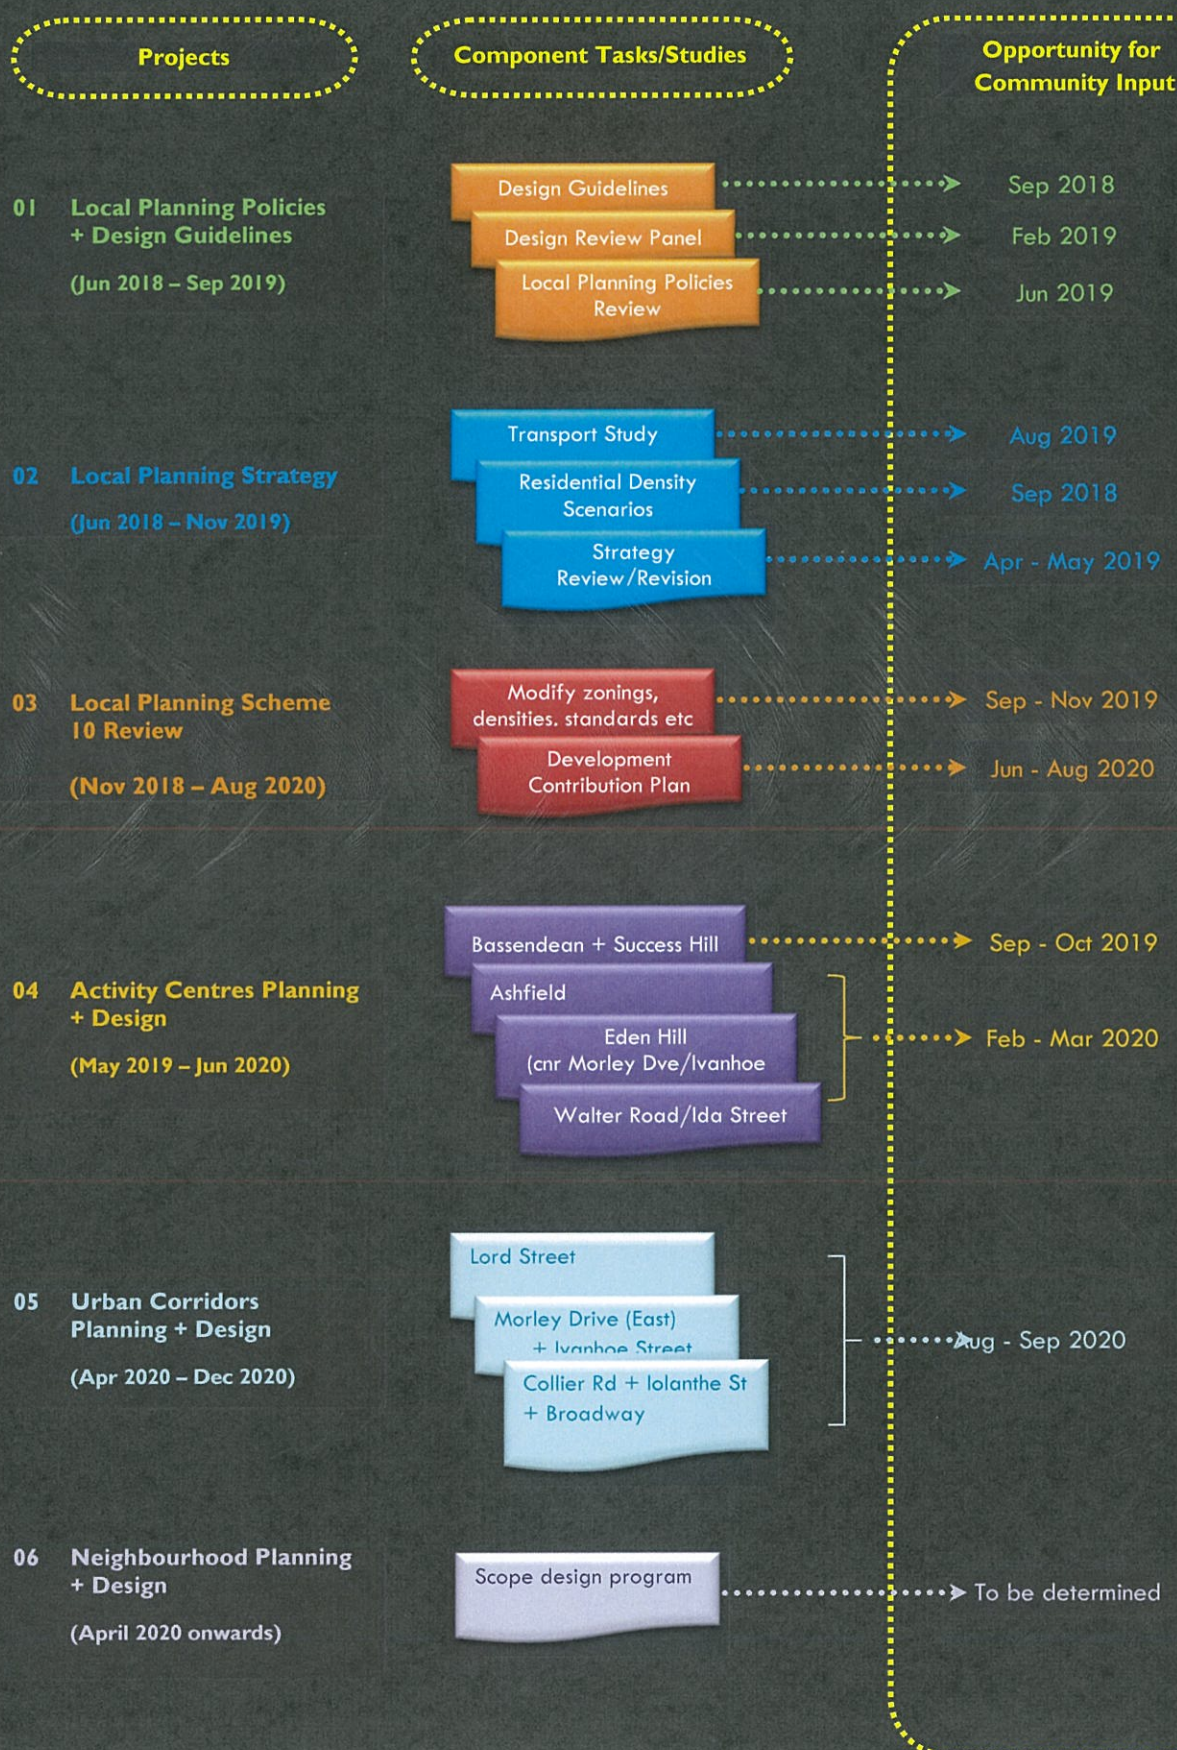 Projects
Component Tasks/Studies
Opportunity for
Community Input
01 Local Planning Policies
+ Design Guidelines
(Jun 2018 – Sep 2019)
Design Guidelines
Sep 2018
Design Review Panel
Feb 2019
Local Planning Policies
Review
Jun 2019
02 Local Planning Strategy
(Jun 2018 – Nov 2019)
Transport Study
Aug 2019
Residential Density
Scenarios
Sep 2018
Strategy
Review/Revision
Apr - May 2019
03 Local Planning Scheme
10 Review
(Nov 2018 – Aug 2020)
Modify zonings,
densities. standards etc
Sep - Nov 2019
Development
Contribution Plan
Jun - Aug 2020
04 Activity Centres Planning
+ Design
(May 2019 – Jun 2020)
Bassendean + Success Hill
Sep - Oct 2019
Ashfield
Eden Hill
(cnr Morley Dve/Ivanhoe
Walter Road/Ida Street
Feb - Mar 2020
05 Urban Corridors
Planning + Design
(Apr 2020 – Dec 2020)
Lord Street
Morley Drive (East)
+ Ivanhoe Street
Collier Rd + Iolanthe St
+ Broadway
Aug - Sep 2020
06 Neighbourhood Planning
+ Design
(April 2020 onwards)
Scope design program
To be determined